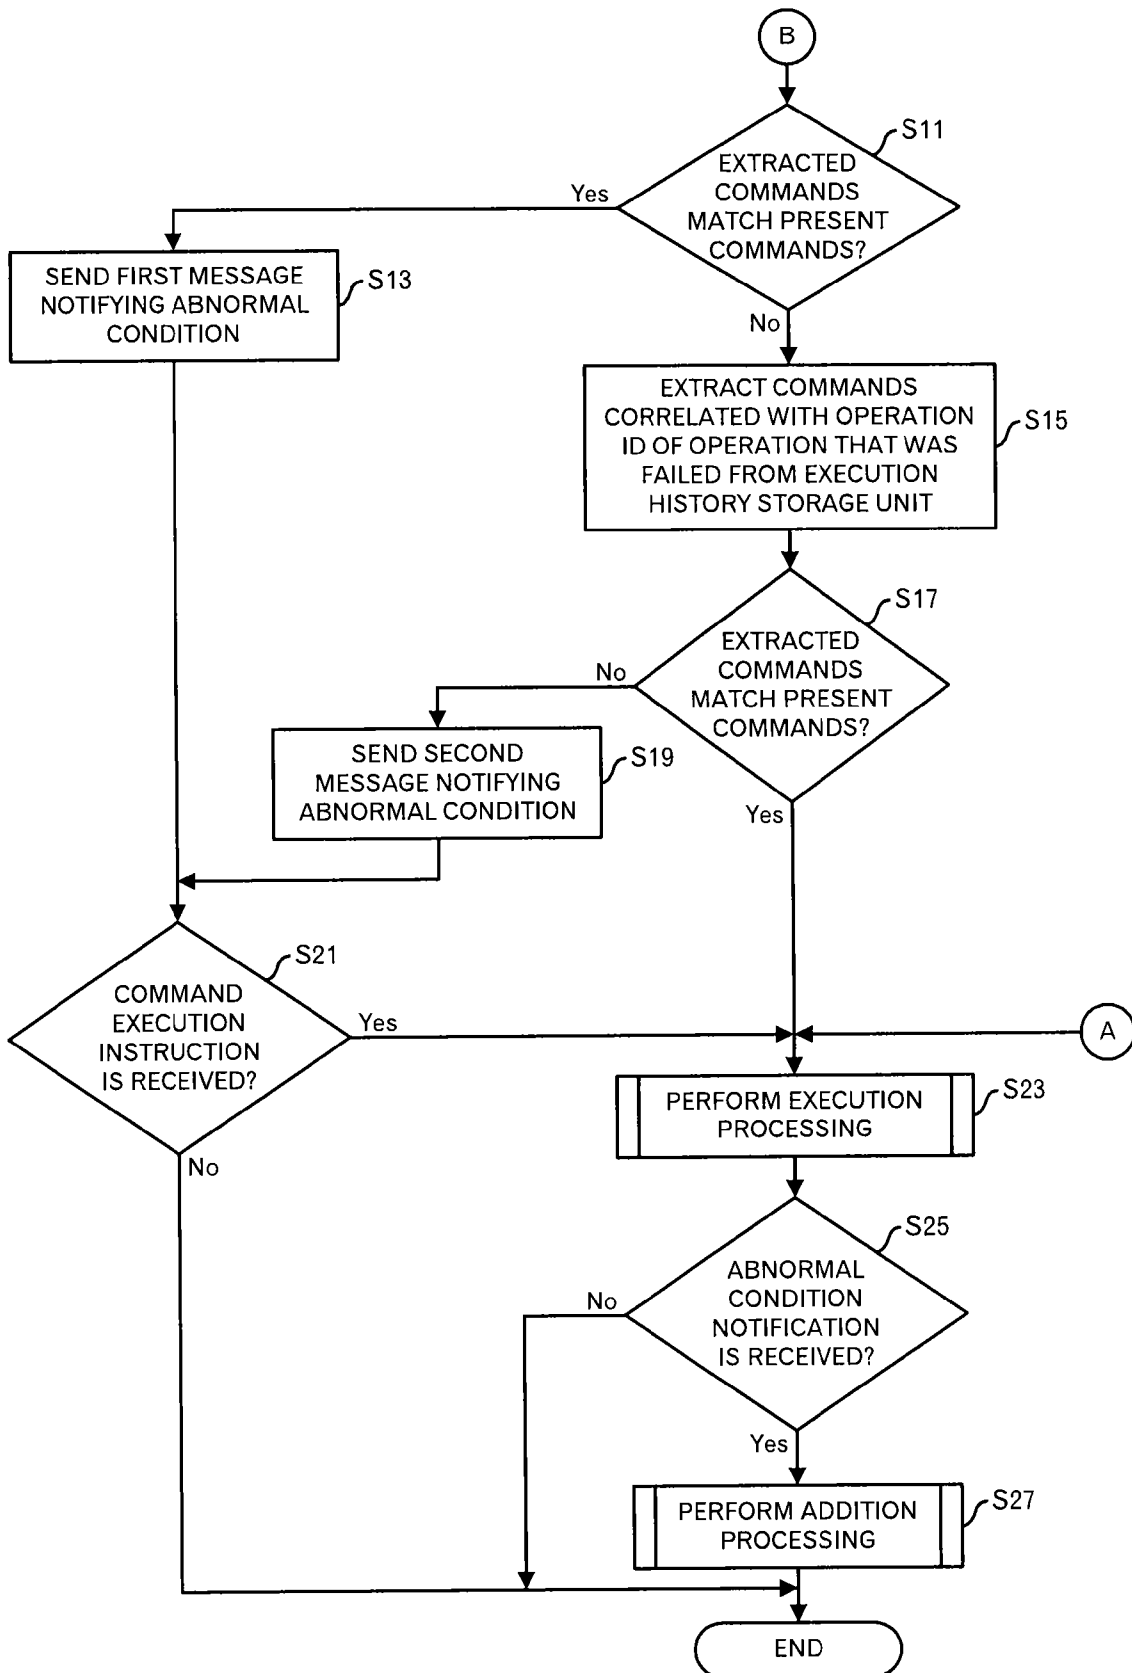 B
S11
EXTRACTED
COMMANDS
MATCH PRESENT
COMMANDS?
Yes
No
SEND FIRST MESSAGE
NOTIFYING ABNORMAL
CONDITION
S13
EXTRACT COMMANDS
CORRELATED WITH OPERATION
ID OF OPERATION THAT WAS
FAILED FROM EXECUTION
HISTORY STORAGE UNIT
S15
S17
EXTRACTED
COMMANDS
MATCH PRESENT
COMMANDS?
No
Yes
SEND SECOND
MESSAGE NOTIFYING
ABNORMAL CONDITION
S19
S21
COMMAND
EXECUTION
INSTRUCTION
IS RECEIVED?
Yes
No
A
PERFORM EXECUTION
PROCESSING
S23
S25
ABNORMAL
CONDITION
NOTIFICATION
IS RECEIVED?
No
Yes
PERFORM ADDITION
PROCESSING
S27
END